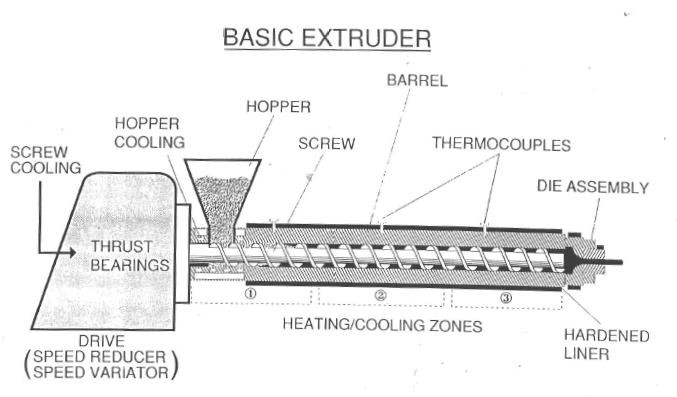 BASIC EXTRUDER
BARREL
HOPPER
HOPPER
COOLING
SCREW
THERMOCOUPLES
SCREW
COOLING
DIE ASSEMBLY
THRUST
BEARINGS
①
②
③
HEATING/COOLING ZONES
HARDENED
LINER
DRIVE
(SPEED REDUCER
SPEED VARIATOR)